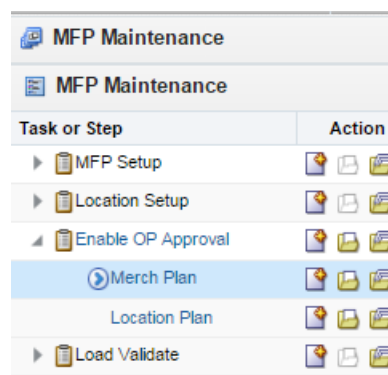 MFP Maintenance
MFP Maintenance
Task or Step Action
MFP Setup
Location Setup
Enable OP Approval
Merch Plan
Location Plan
Load Validate